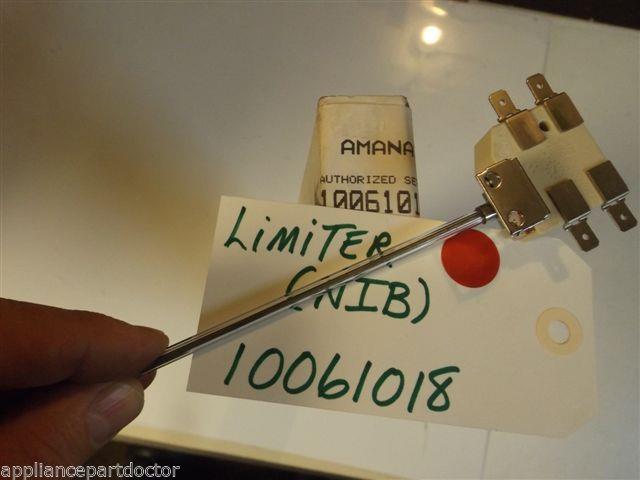 AMANA
AUTHORIZED SE
1006101
LiMiTER
(NIB)
10061018
appliancepartdoctor